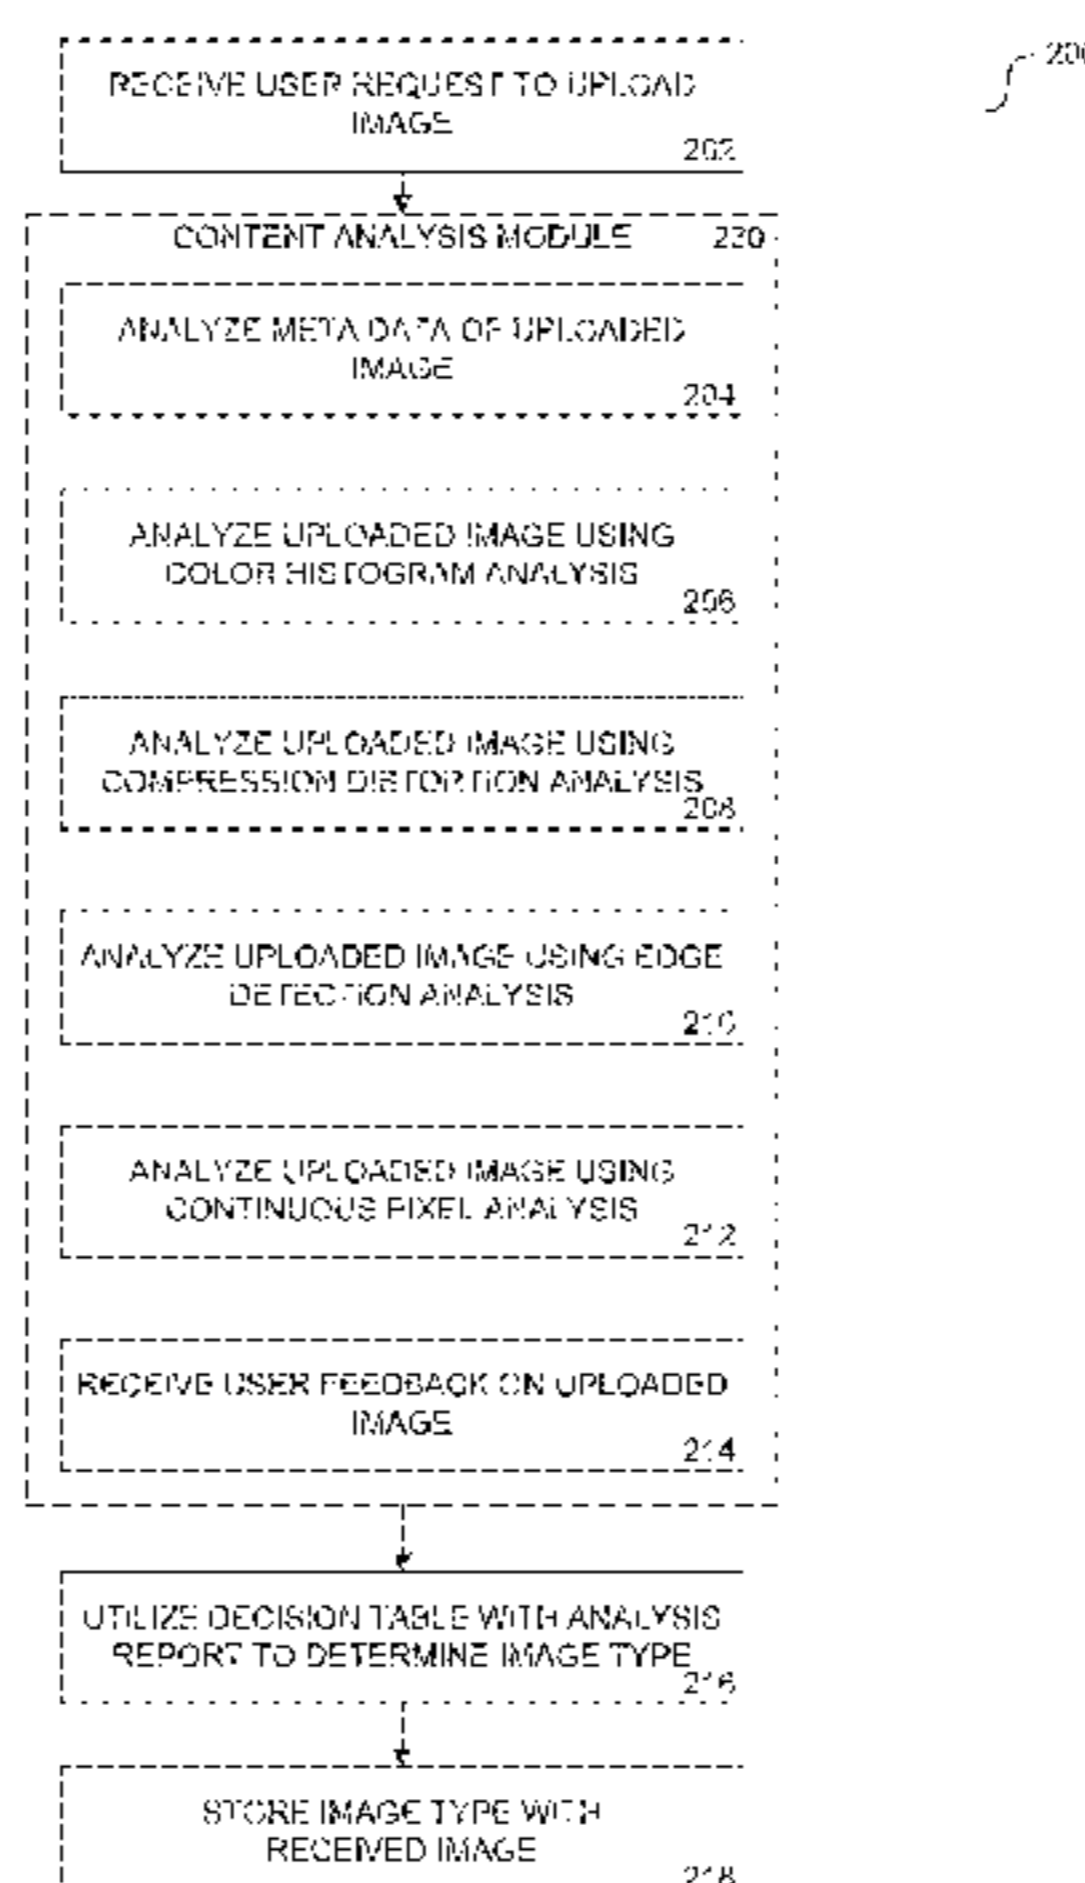 200
RECEIVE USER REQUEST TO UPLOAD
IMAGE
202
CONTENT ANALYSIS MODULE 230
ANALYZE META DATA OF UPLOADED
IMAGE
204
ANALYZE UPLOADED IMAGE USING
COLOR HISTOGRAM ANALYSIS
206
ANALYZE UPLOADED IMAGE USING
COMPRESSION DISTORTION ANALYSIS
208
ANALYZE UPLOADED IMAGE USING EDGE
DETECTION ANALYSIS
210
ANALYZE UPLOADED IMAGE USING
CONTINUOUS PIXEL ANALYSIS
212
RECEIVE USER FEEDBACK ON UPLOADED
IMAGE
214
UTILIZE DECISION TABLE WITH ANALYSIS
REPORT TO DETERMINE IMAGE TYPE
216
STORE IMAGE TYPE WITH
RECEIVED IMAGE
218